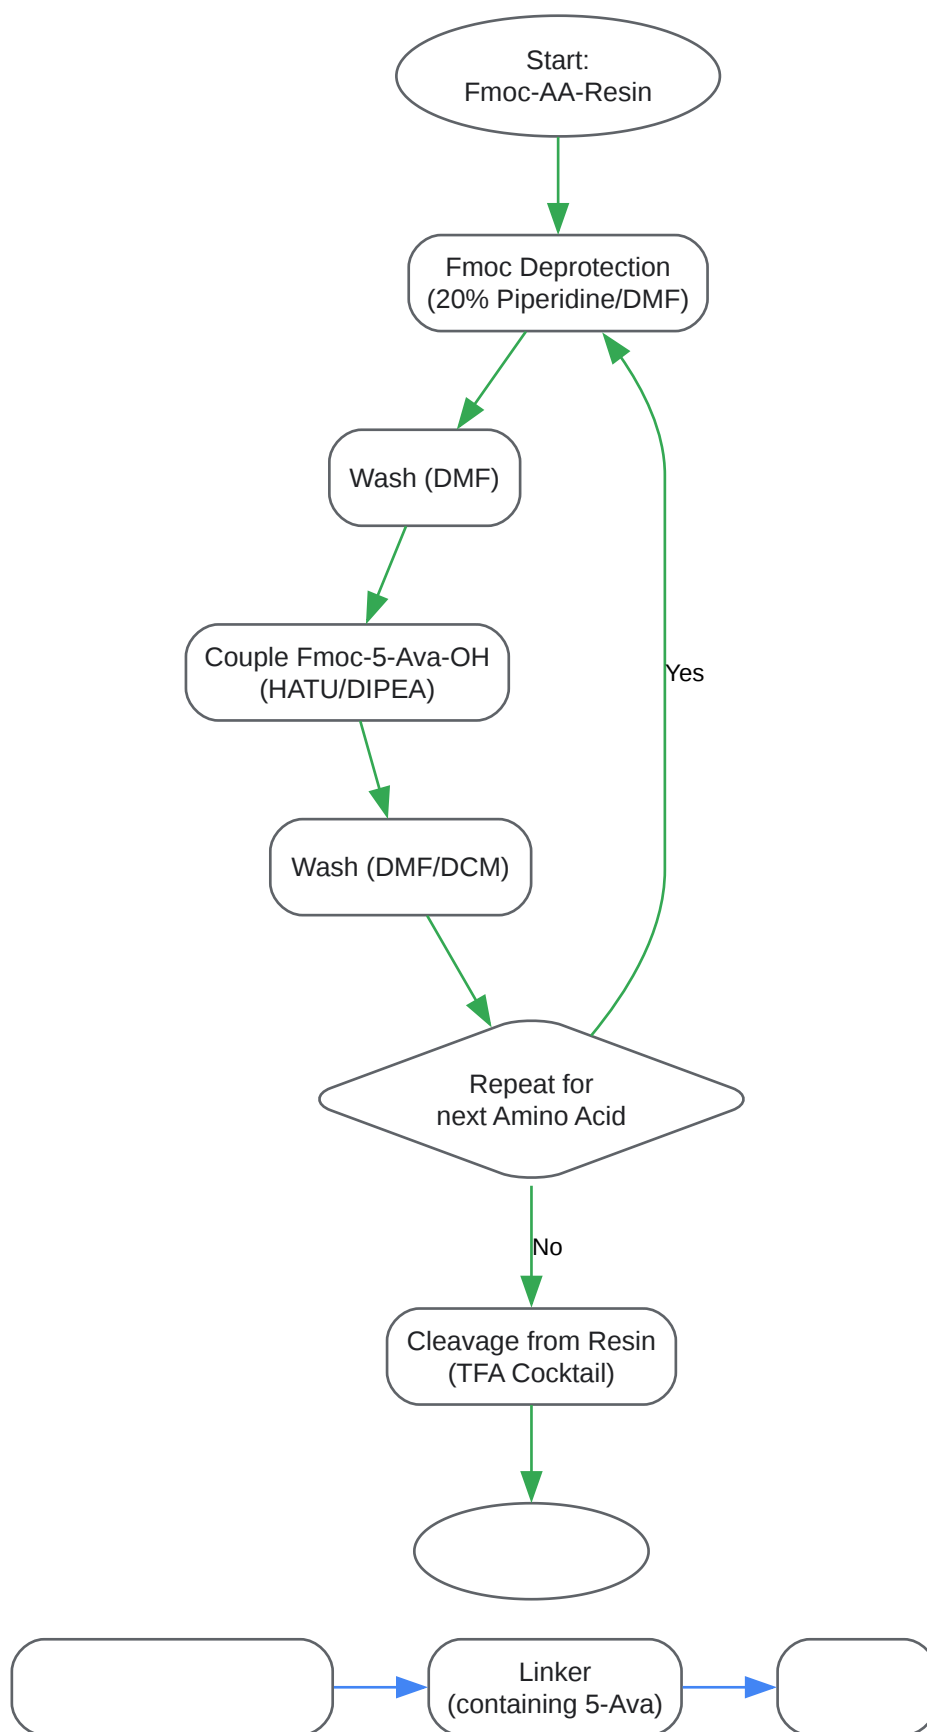 Start:
Fmoc-AA-Resin
Fmoc Deprotection
(20% Piperidine/DMF)
Wash (DMF)
Couple Fmoc-5-Ava-OH
(HATU/DIPEA)
Yes
Wash (DMF/DCM)
Repeat for
next Amino Acid
No
Cleavage from Resin
(TFA Cocktail)
Linker
(containing 5-Ava)